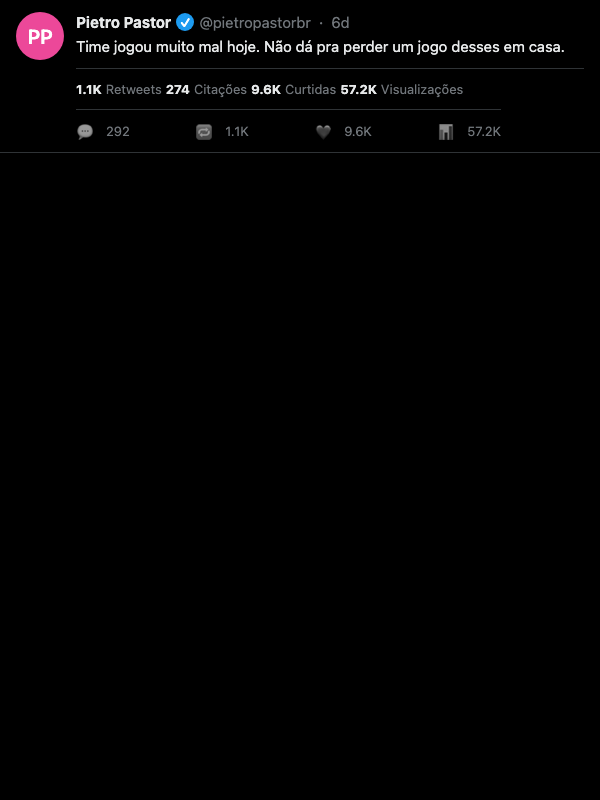 PP
Pietro Pastor @pietropastorbr · 6d
Time jogou muito mal hoje. Não dá pra perder um jogo desses em casa.
1.1K Retweets 274 Citações 9.6K Curtidas 57.2K Visualizações
292 1.1K 9.6K 57.2K